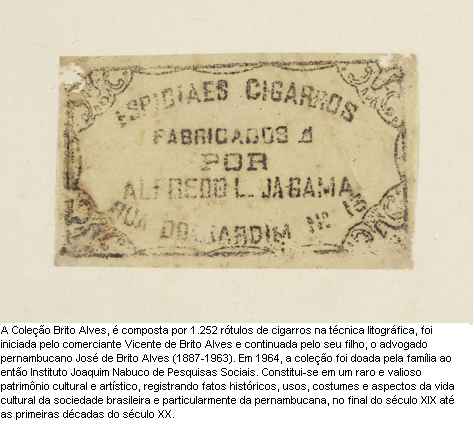 ESPICIAES CIGARROS
FABRICADOS
POR
ALFREDO L. DA GAMA
RUA DO JARDIM Nº
A Coleção Brito Alves, é composta por 1.252 rótulos de cigarros na técnica litográfica, foi
iniciada pelo comerciante Vicente de Brito Alves e continuada pelo seu filho, o advogado
pernambucano José de Brito Alves (1887-1963). Em 1964, a coleção foi doada pela família ao
então Instituto Joaquim Nabuco de Pesquisas Sociais. Constitui-se em um raro e valioso
patrimônio cultural e artístico, registrando fatos históricos, usos, costumes e aspectos da vida
cultural da sociedade brasileira e particularmente da pernambucana, no final do século XIX até
as primeiras décadas do século XX.